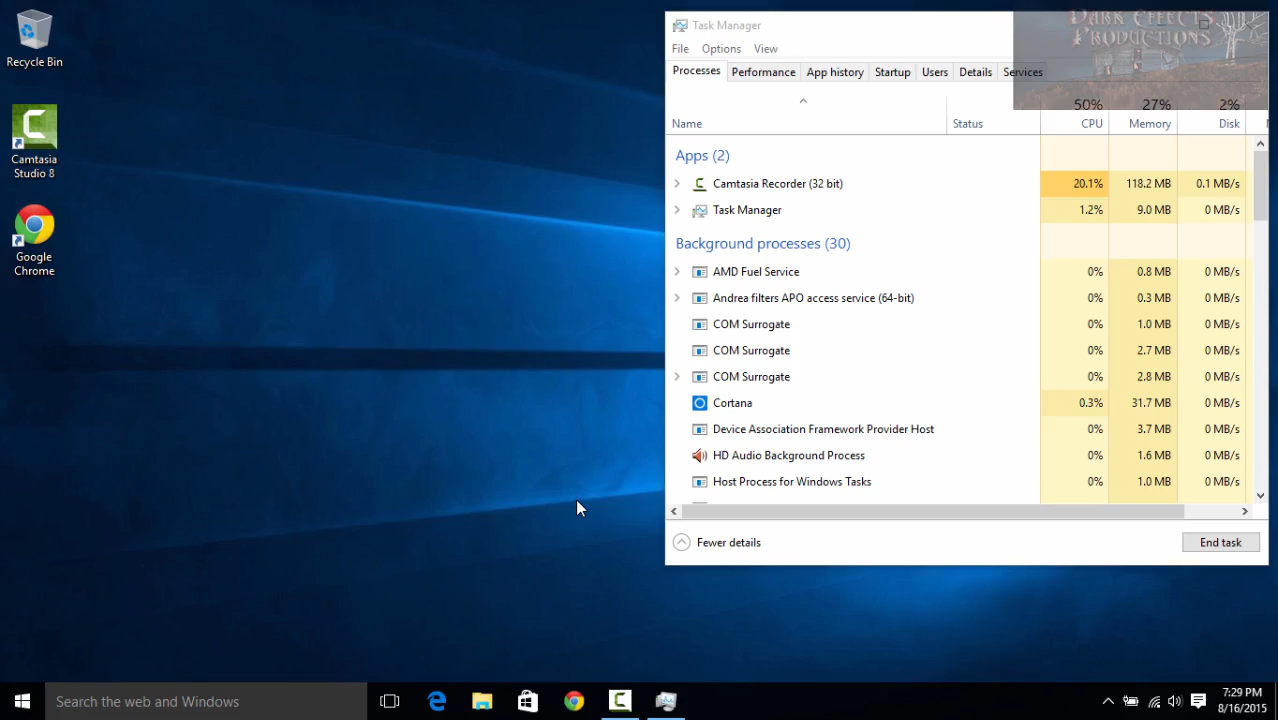 Recycle Bin
Camtasia
Studio 8
Google
Chrome
Task Manager
DARK EFFECTS
PRODUCTIONS
File Options View
Processes Performance App history Startup Users Details Services
50% 27% 2%
Name Status CPU Memory Disk
Apps (2)
Camtasia Recorder (32 bit) 20.1% 118.2 MB 0.1 MB/s
Task Manager 1.2% 9.0 MB 0 MB/s
Background processes (30)
AMD Fuel Service 0% 0.8 MB 0 MB/s
Andrea filters APO access service (64-bit) 0% 0.3 MB 0 MB/s
COM Surrogate 0% 1.0 MB 0 MB/s
COM Surrogate 0% 2.7 MB 0 MB/s
COM Surrogate 0% 2.8 MB 0 MB/s
Cortana 0.3% 31.7 MB 0 MB/s
Device Association Framework Provider Host 0% 3.7 MB 0 MB/s
HD Audio Background Process 0% 1.6 MB 0 MB/s
Host Process for Windows Tasks 0% 1.0 MB 0 MB/s
Fewer details End task
Search the web and Windows
7:29 PM
8/16/2015